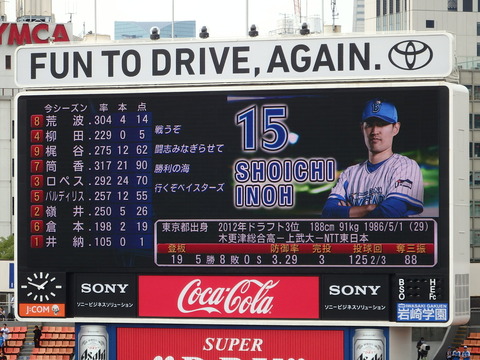 YMCA
FUN TO DRIVE, AGAIN.
TOYOTA
今シーズン 率 本 点
8 荒波 .304 4 14
4 柳田 .229 0 5
9 梶谷 .275 12 62
7 筒香 .317 21 90
3 ロペス .292 24 70
5 バルディリス .257 12 55
2 嶺井 .250 5 26
6 倉本 .198 2 19
1 井納 .105 0 1
戦うぞ
闘志みなぎらせて
勝利の海
行くぞベイスターズ
15
SHOICHI
INOH
東京都出身 2012年ドラフト3位 188cm 91kg 1986/5/1 (29)
木更津総合高ー上武大ーNTT東日本
登板 防御率 完投 投球回 奪三振
19 5勝 8敗 0S 3.29 3 125 2/3 88
J:COM
SONY
ソニービジネスソリューション
Coca-Cola
SONY
ソニービジネスソリューション
B
S
O
H
E
R
IWASAKI GAKUEN
岩崎学園
Asahi
SUPER
"DRY"
Asahi